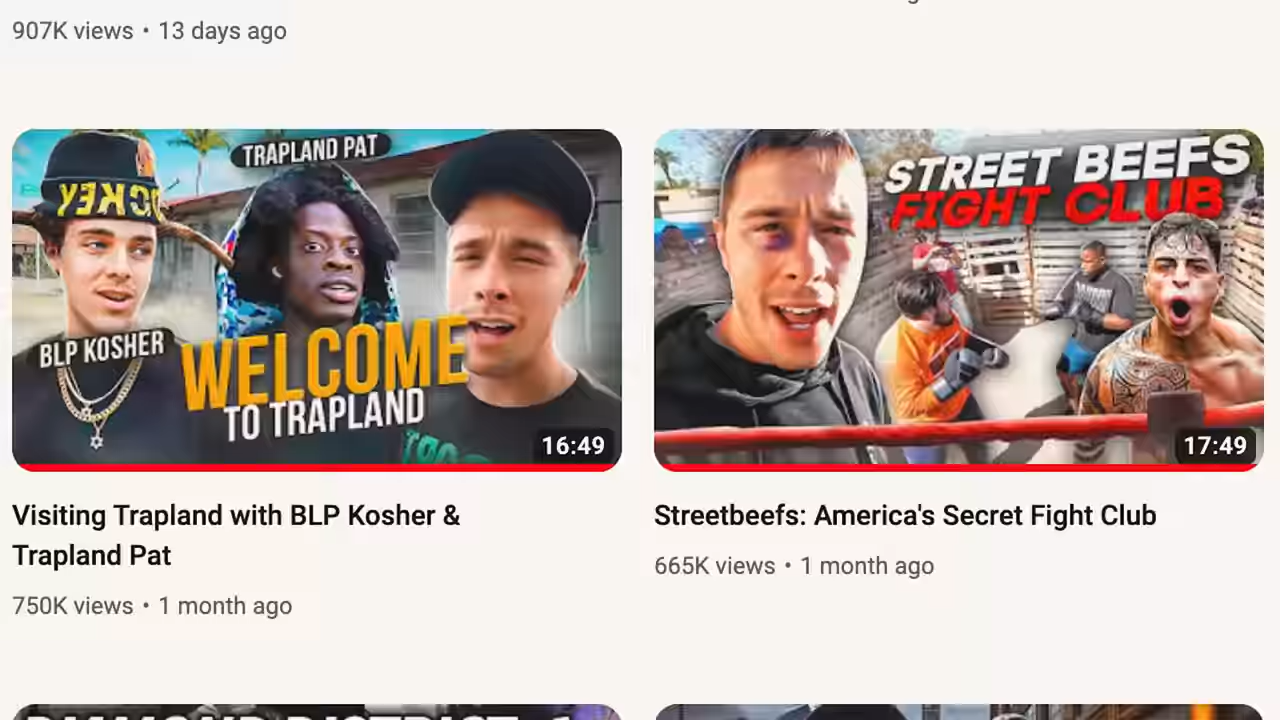 907K views • 13 days ago
TRAPLAND PAT
BLP KOSHER
WELCOME
TO TRAPLAND
16:49
STREET BEEFS
FIGHT CLUB
17:49
Visiting Trapland with BLP Kosher &
Trapland Pat
750K views • 1 month ago
Streetbeefs: America's Secret Fight Club
665K views • 1 month ago